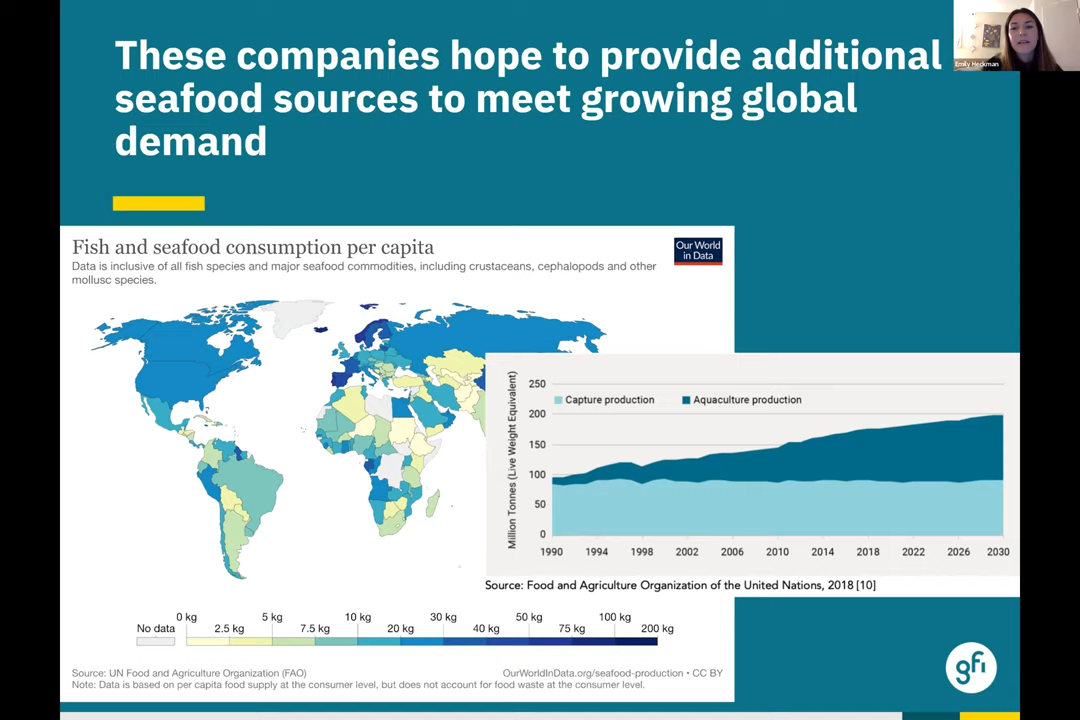 These companies hope to provide additional
seafood sources to meet growing global
demand
Emily Heckman
Fish and seafood consumption per capita
Data is inclusive of all fish species and major seafood commodities, including crustaceans, cephalopods and other
mollusc species.
Our World
in Data
No data
0 kg
2.5 kg
5 kg
7.5 kg
10 kg
20 kg
30 kg
40 kg
50 kg
75 kg
100 kg
200 kg
Source: UN Food and Agriculture Organization (FAO)
OurWorldInData.org/seafood-production • CC BY
Note: Data is based on per capita food supply at the consumer level, but does not account for food waste at the consumer level.
Million Tonnes (Live Weight Equivalent)
250
200
150
100
50
0
Capture production
Aquaculture production
1990 1994 1998 2002 2006 2010 2014 2018 2022 2026 2030
Source: Food and Agriculture Organization of the United Nations, 2018 [10]
gfi